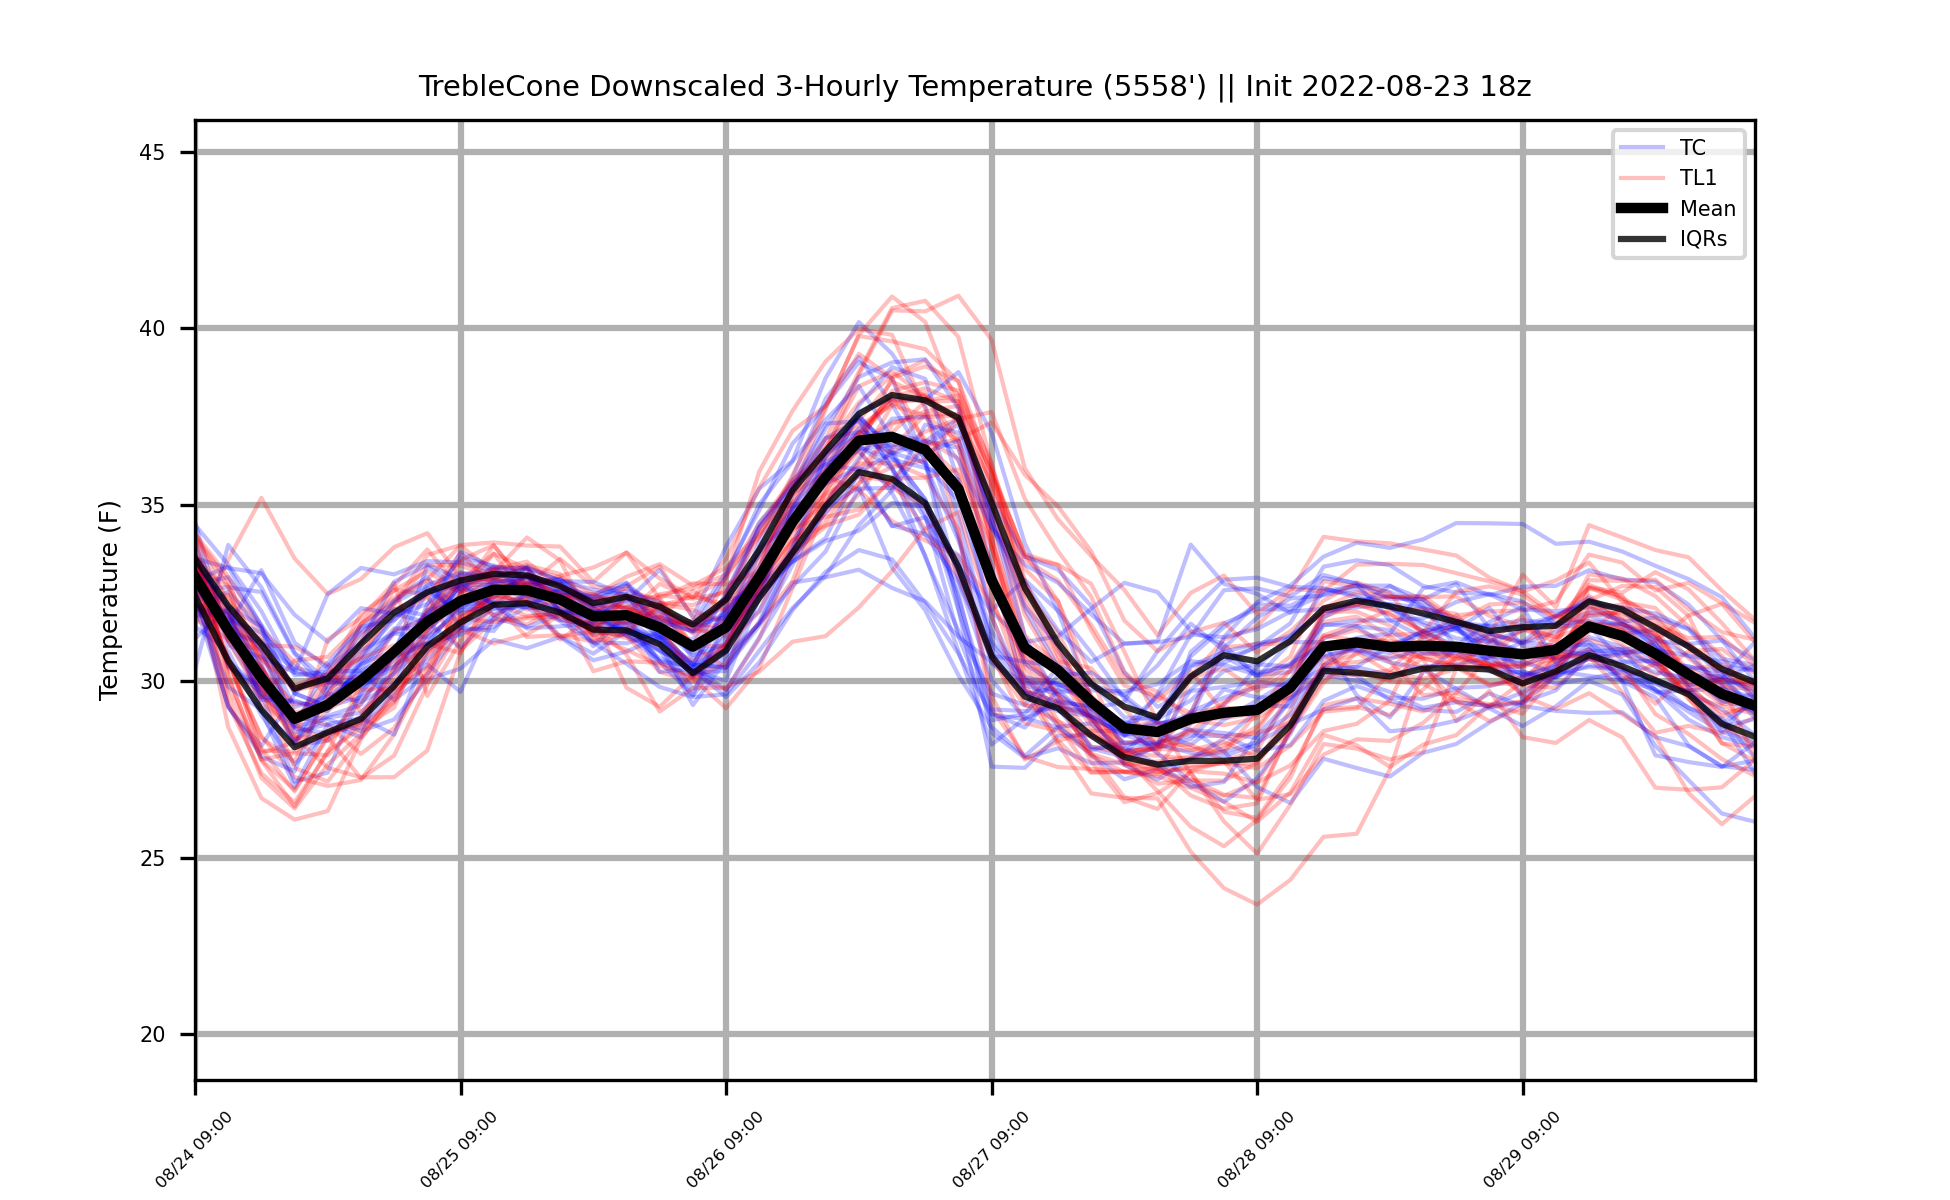 TrebleCone Downscaled 3-Hourly Temperature (5558') || Init 2022-08-23 18z
TC
TL1
Mean
IQRs
Temperature (F)
45
40
35
30
25
20
08/24 09:00
08/25 09:00
08/26 09:00
08/27 09:00
08/28 09:00
08/29 09:00